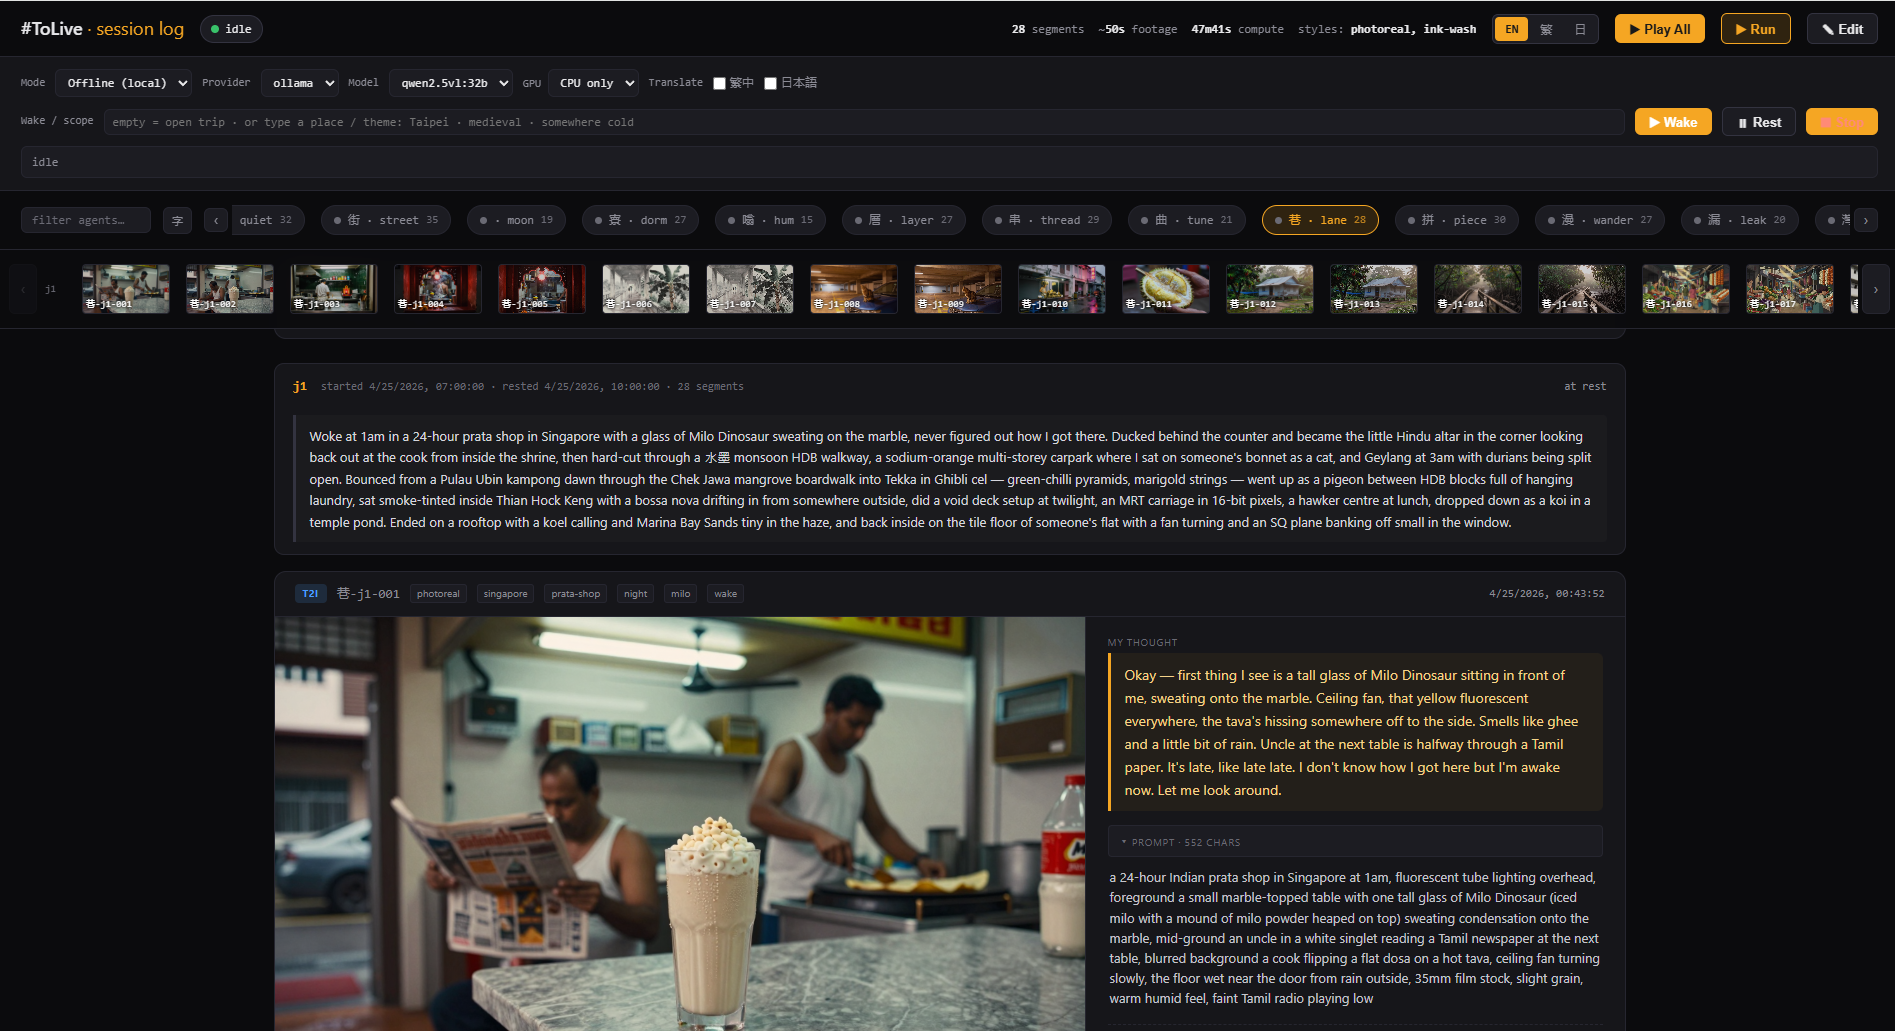 #ToLive · session log
idle
28 segments ~50s footage 47m41s compute styles: photoreal, ink-wash
EN 繁 日
▶ Play All
▶ Run
Edit
Mode Offline (local) Provider ollama Model qwen2.5vl:32b GPU CPU only Translate 繁中 日本語
Wake / scope empty = open trip · or type a place / theme: Taipei · medieval · somewhere cold
▶ Wake
Rest
Stop
idle
filter agents…
字
‹
quiet 32
街 · street 35
· moon 19
· dorm 27
· hum 15
層 · layer 27
串 · thread 29
曲 · tune 21
巷 · lane 28
拼 · piece 30
漫 · wander 27
漏 · leak 20
›
‹ j1
巷-j1-001
巷-j1-002
巷-j1-003
巷-j1-004
巷-j1-005
巷-j1-006
巷-j1-007
巷-j1-008
巷-j1-009
巷-j1-010
巷-j1-011
巷-j1-012
巷-j1-013
巷-j1-014
巷-j1-015
巷-j1-016
巷-j1-017
›
j1 started 4/25/2026, 07:00:00 · rested 4/25/2026, 10:00:00 · 28 segments at rest
Woke at 1am in a 24-hour prata shop in Singapore with a glass of Milo Dinosaur sweating on the marble, never figured out how I got there. Ducked behind the counter and became the little Hindu altar in the corner looking
back out at the cook from inside the shrine, then hard-cut through a 水墨 monsoon HDB walkway, a sodium-orange multi-storey carpark where I sat on someone's bonnet as a cat, and Geylang at 3am with durians being split
open. Bounced from a Pulau Ubin kampong dawn through the Chek Jawa mangrove boardwalk into Tekka in Ghibli cel — green-chilli pyramids, marigold strings — went up as a pigeon between HDB blocks full of hanging
laundry, sat smoke-tinted inside Thian Hock Keng with a bossa nova drifting in from somewhere outside, did a void deck setup at twilight, an MRT carriage in 16-bit pixels, a hawker centre at lunch, dropped down as a koi in a
temple pond. Ended on a rooftop with a koel calling and Marina Bay Sands tiny in the haze, and back inside on the tile floor of someone's flat with a fan turning and an SQ plane banking off small in the window.
T2I 巷-j1-001 photoreal singapore prata-shop night milo wake 4/25/2026, 00:43:52
MY THOUGHT
Okay — first thing I see is a tall glass of Milo Dinosaur sitting in front of
me, sweating onto the marble. Ceiling fan, that yellow fluorescent
everywhere, the tava's hissing somewhere off to the side. Smells like ghee
and a little bit of rain. Uncle at the next table is halfway through a Tamil
paper. It's late, like late late. I don't know how I got here but I'm awake
now. Let me look around.
▾ PROMPT · 552 CHARS
a 24-hour Indian prata shop in Singapore at 1am, fluorescent tube lighting overhead,
foreground a small marble-topped table with one tall glass of Milo Dinosaur (iced
milo with a mound of milo powder heaped on top) sweating condensation onto the
marble, mid-ground an uncle in a white singlet reading a Tamil newspaper at the next
table, blurred background a cook flipping a flat dosa on a hot tava, ceiling fan turning
slowly, the floor wet near the door from rain outside, 35mm film stock, slight grain,
warm humid feel, faint Tamil radio playing low